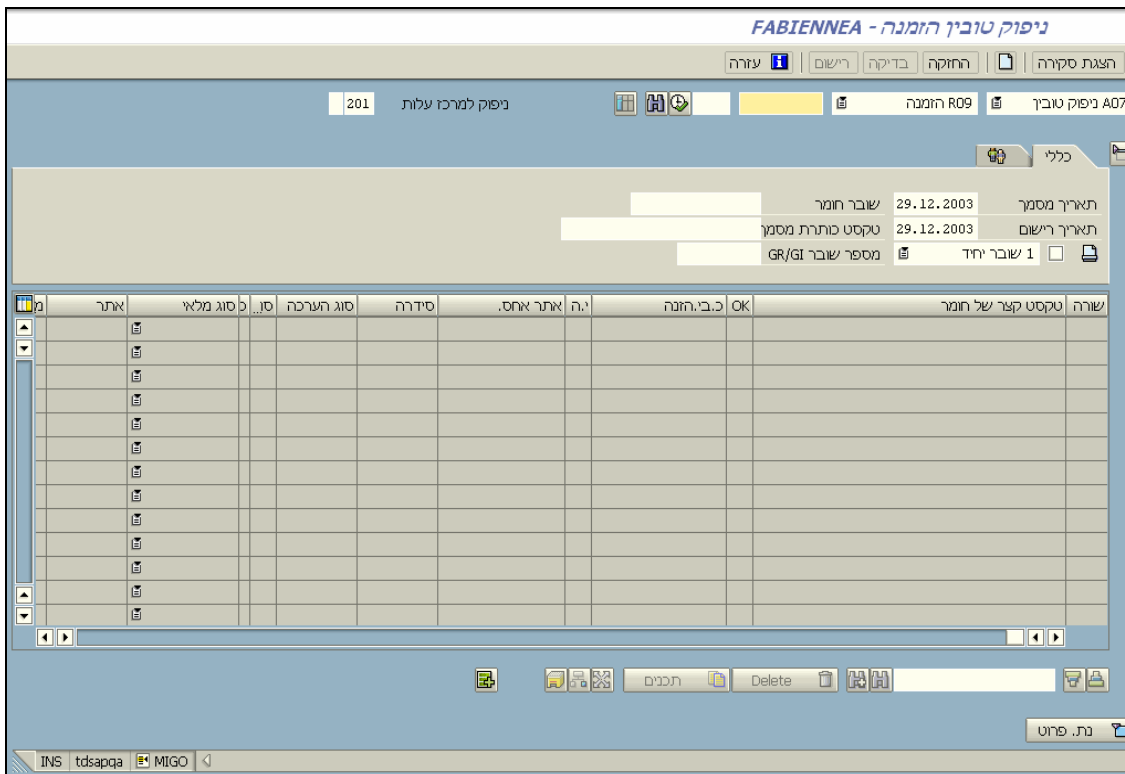 ניפוק טובין הזמנה - FABIENNEA
הצגת סקירה החזקה בדיקה רישום עזרה
A07 ניפוק טובין R09 הזמנה ניפוק למרכז עלות 201
כללי
תאריך מסמך 29.12.2003 שובר חומר
תאריך רישום 29.12.2003 טקסט כותרת מסמך
1 שובר יחיד מספר שובר GR/GI
שורה טקסט קצר של חומר OK כ.בי.הזנה י.ה אתר אחס. סידרה סוג הערכה סו.. כ סוג מלאי אתר מ
Delete תכנים
נת. פרוט
INS tdsapqa MIGO